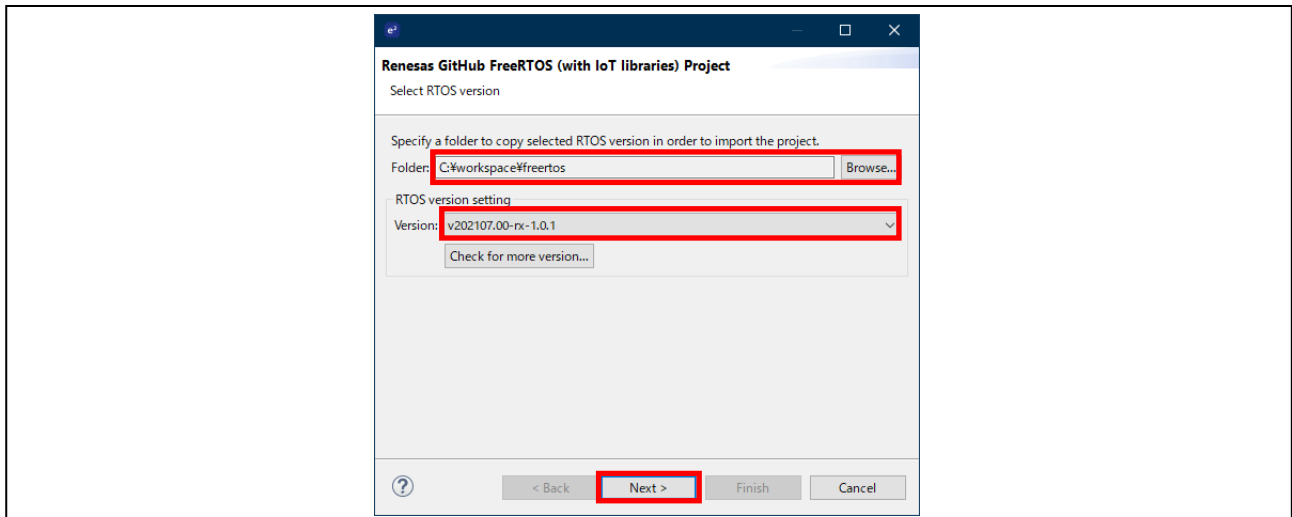 e²
Renesas GitHub FreeRTOS (with IoT libraries) Project
Select RTOS version
Specify a folder to copy selected RTOS version in order to import the project.
Folder: C:¥workspace¥freertos Browse...
RTOS version setting
Version: v202107.00-rx-1.0.1
Check for more version...
? < Back Next > Finish Cancel